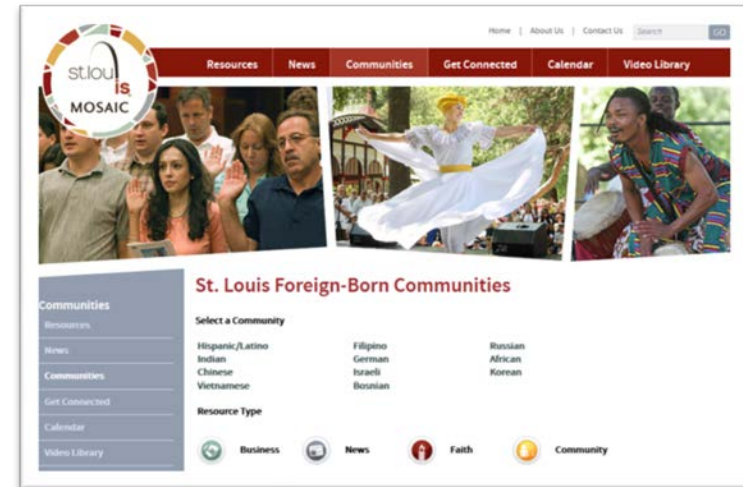 Home | About Us | Contact Us Search GO
st.louis
MOSAIC
Resources News Communities Get Connected Calendar Video Library
St. Louis Foreign-Born Communities
Communities
Resources
News
Communities
Get Connected
Calendar
Video Library
Select a Community
Hispanic/Latino Filipino Russian
Indian German African
Chinese Israeli Korean
Vietnamese Bosnian
Resource Type
Business News Faith Community